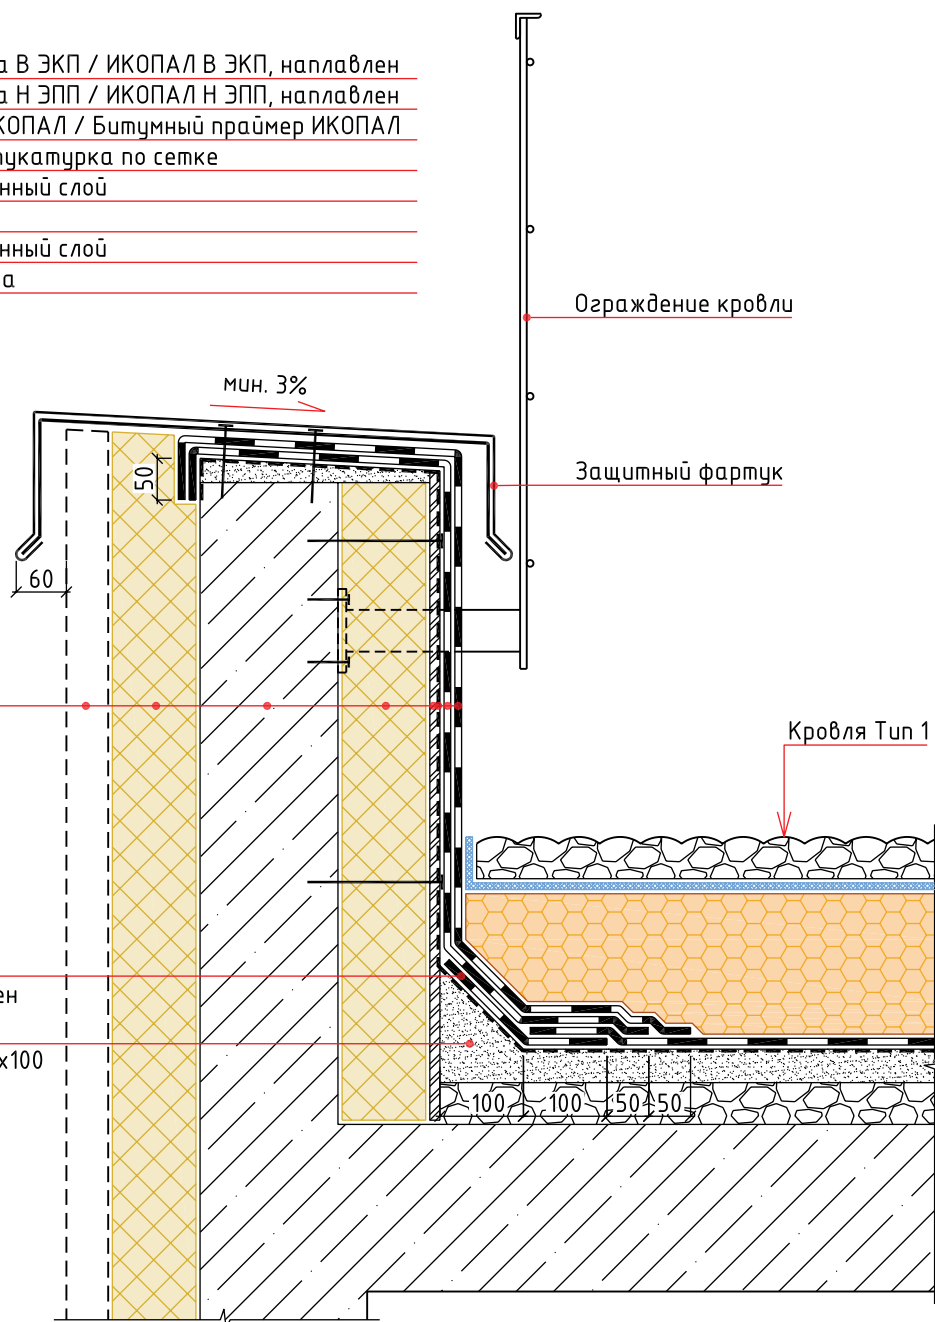 а В ЭКП / ИКОПАЛ В ЭКП, наплавлен
а Н ЭПП / ИКОПАЛ Н ЭПП, наплавлен
КОПАЛ / Битумный праймер ИКОПАЛ
тукатурка по сетке
нный слой
нный слой
а
Ограждение кровли
мин. 3%
Защитный фартук
50
60
Кровля Тип 1
ен
х100
100 100 50 50